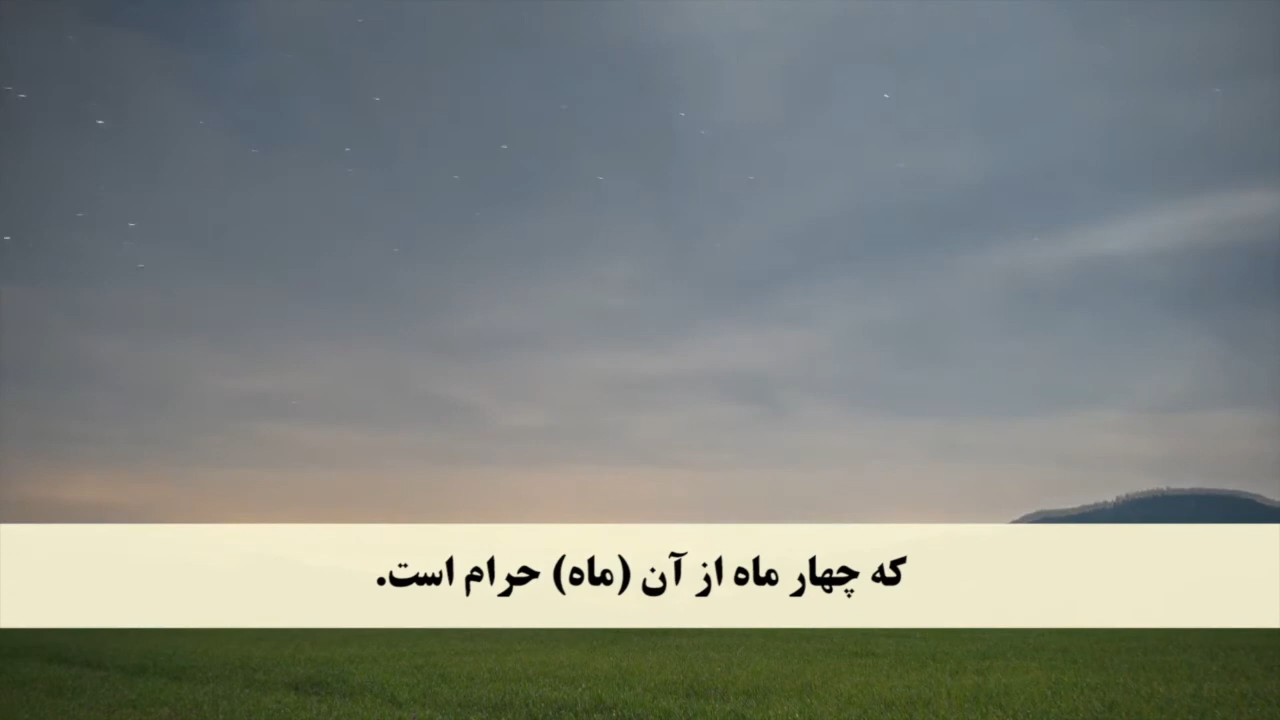 که چهار ماه از آن (ماه) حرام است.